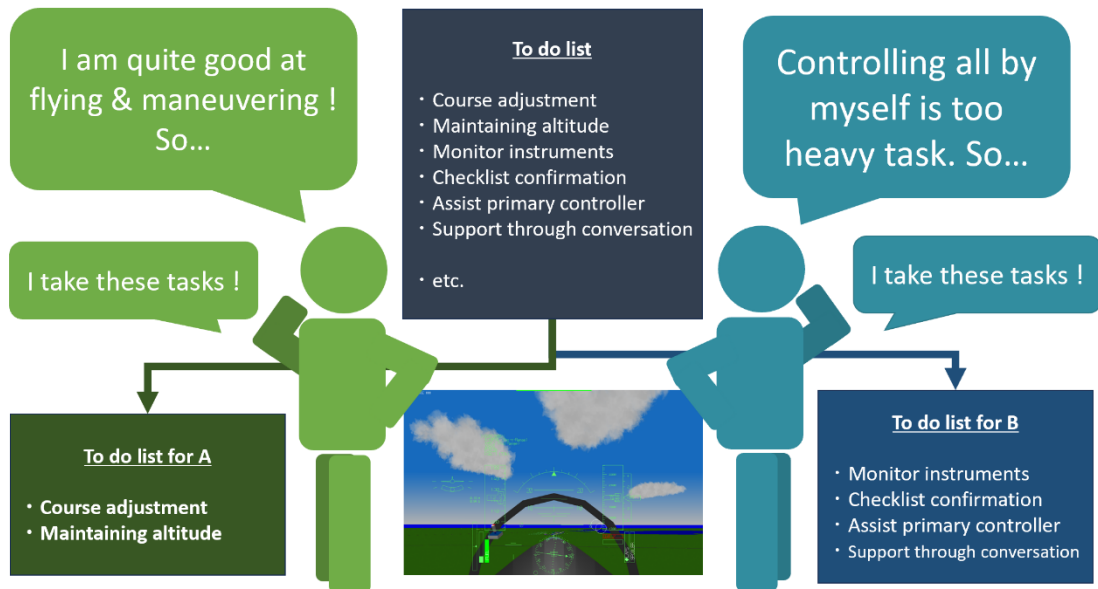 I am quite good at
flying & maneuvering !
So…
To do list
・Course adjustment
・Maintaining altitude
・Monitor instruments
・Checklist confirmation
・Assist primary controller
・Support through conversation
・etc.
Controlling all by
myself is too
heavy task. So…
I take these tasks !
I take these tasks !
To do list for A
・Course adjustment
・Maintaining altitude
To do list for B
・Monitor instruments
・Checklist confirmation
・Assist primary controller
・Support through conversation